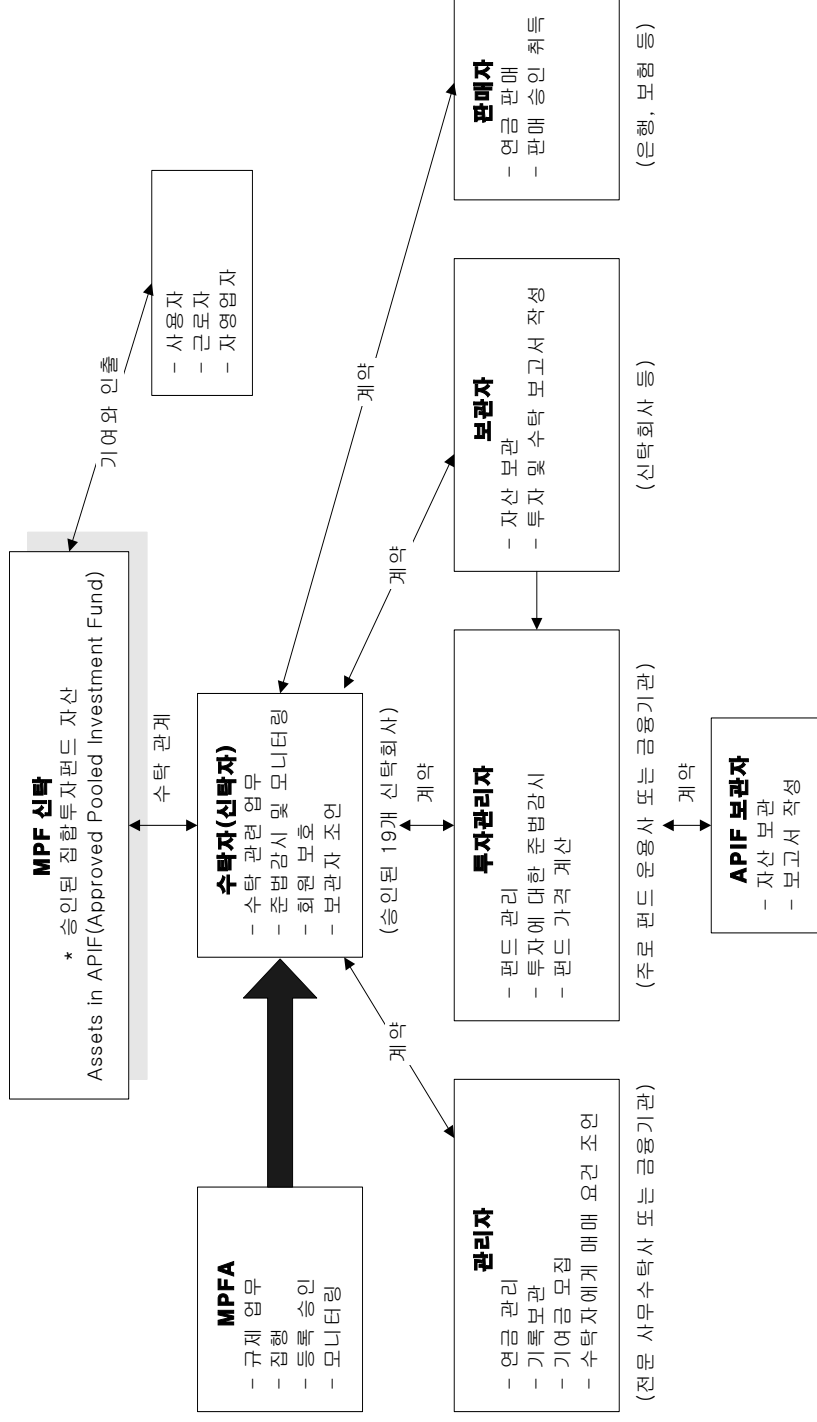 MPF 신탁
* 승인된 집합투자펀드 자산
Assets in APIF(Approved Pooled Investment Fund)
기여와 인출
- 사용자
- 근로자
- 자영업자
수탁 관계
MPFA
- 규제 업무
- 집행
- 등록 승인
- 모니터링
수탁자(신탁자)
- 수탁 관련 업무
- 준법감시 및 모니터링
- 회원 보호
- 보관자 조언
(승인된 19개 신탁회사)
계약
계약
계약
계약
관리자
- 연금 관리
- 기록보관
- 기여금 모집
- 수탁자에게 매매 요건 조언
(전문 사무수탁사 또는 금융기관)
투자관리자
- 펀드 관리
- 투자에 대한 준법감시
- 펀드 가격 계산
(주로 펀드 운용사 또는 금융기관)
보관자
- 자산 보관
- 투자 및 수탁 보고서 작성
(신탁회사 등)
판매자
- 연금 판매
- 판매 승인 취득
(은행, 보험 등)
계약
APIF 보관자
- 자산 보관
- 보고서 작성